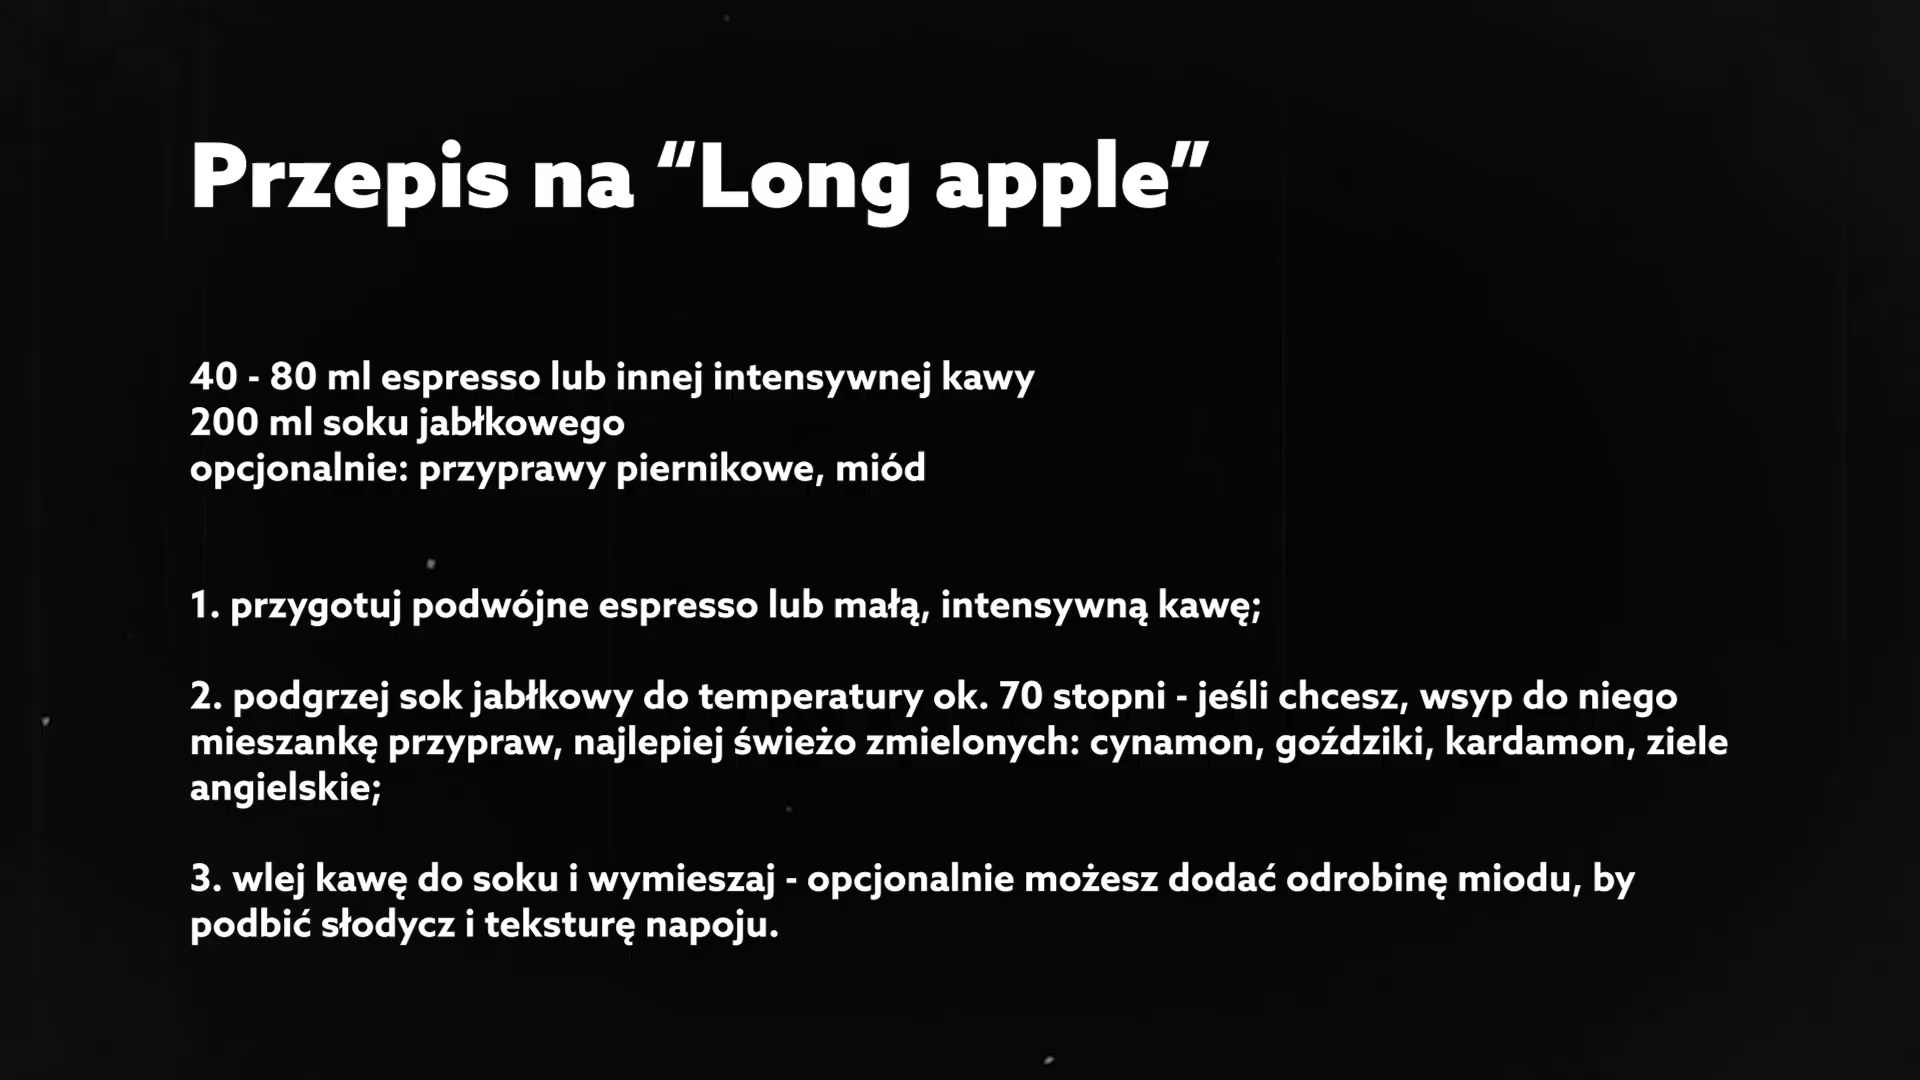 Przepis na “Long apple”
40 - 80 ml espresso lub innej intensywnej kawy
200 ml soku jabłkowego
opcjonalnie: przyprawy piernikowe, miód
1. przygotuj podwójne espresso lub małą, intensywną kawę;
2. podgrzej sok jabłkowy do temperatury ok. 70 stopni - jeśli chcesz, wsyp do niego
mieszankę przypraw, najlepiej świeżo zmielonych: cynamon, goździki, kardamon, ziele
angielskie;
3. wlej kawę do soku i wymieszaj - opcjonalnie możesz dodać odrobinę miodu, by
podbić słodycz i teksturę napoju.